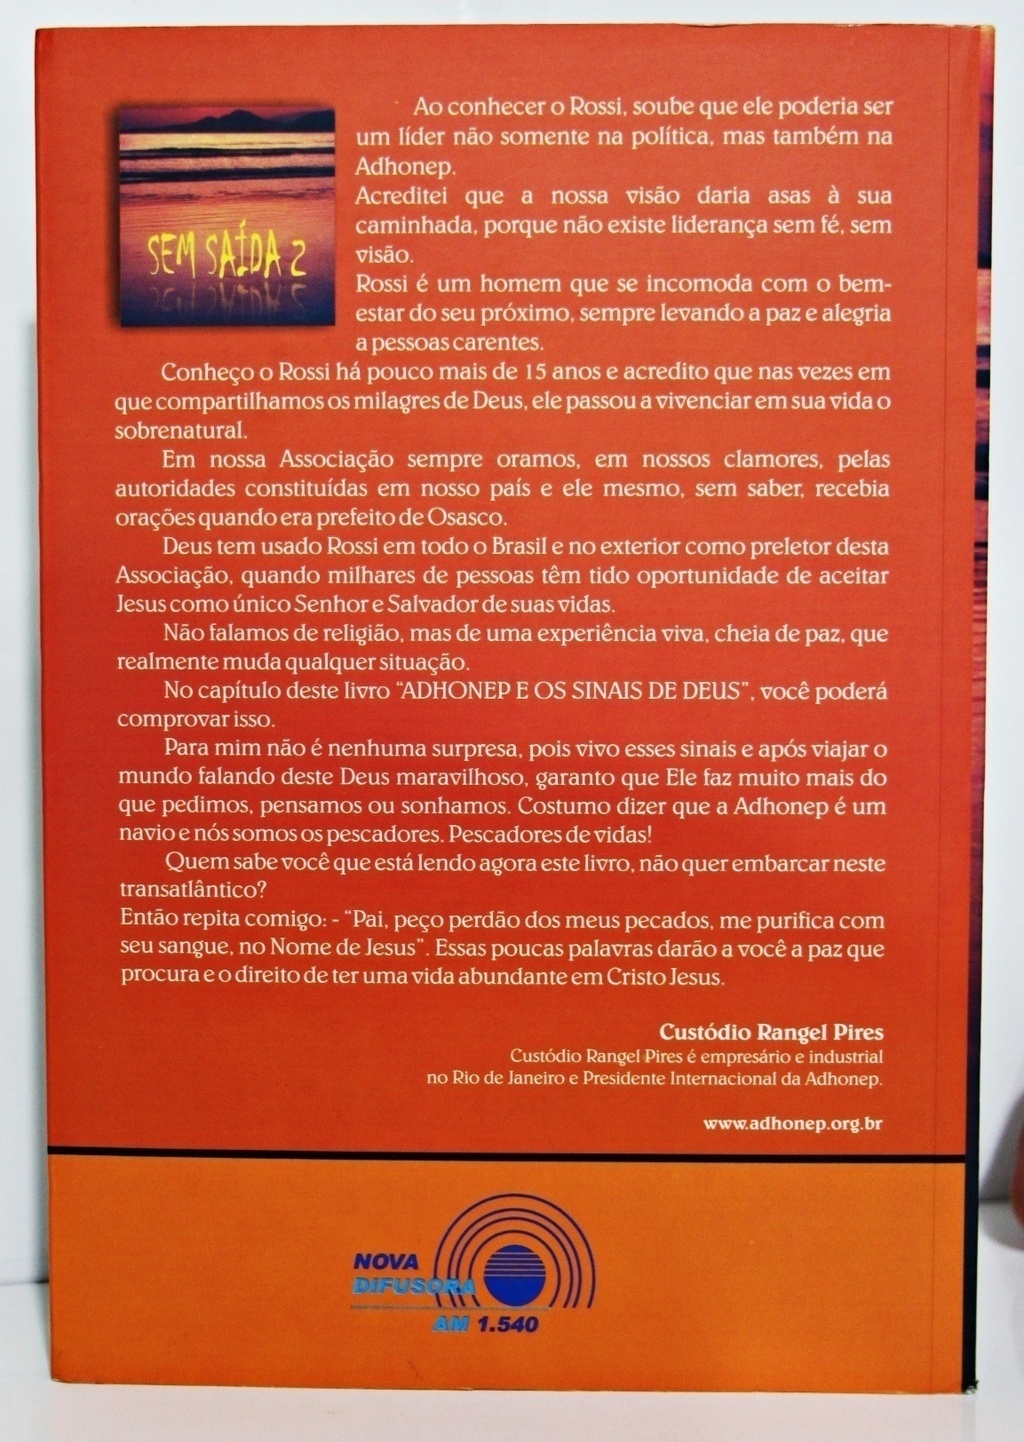 SEM SAÍDA 2
Ao conhecer o Rossi, soube que ele poderia ser
um líder não somente na política, mas também na
Adhonep.
Acreditei que a nossa visão daria asas à sua
caminhada, porque não existe liderança sem fé, sem
visão.
Rossi é um homem que se incomoda com o bem-
estar do seu próximo, sempre levando a paz e alegria
a pessoas carentes.
Conheço o Rossi há pouco mais de 15 anos e acredito que nas vezes em
que compartilhamos os milagres de Deus, ele passou a vivenciar em sua vida o
sobrenatural.
Em nossa Associação sempre oramos, em nossos clamores, pelas
autoridades constituídas em nosso país e ele mesmo, sem saber, recebia
orações quando era prefeito de Osasco.
Deus tem usado Rossi em todo o Brasil e no exterior como preletor desta
Associação, quando milhares de pessoas têm tido oportunidade de aceitar
Jesus como único Senhor e Salvador de suas vidas.
Não falamos de religião, mas de uma experiência viva, cheia de paz, que
realmente muda qualquer situação.
No capítulo deste livro "ADHONEP E OS SINAIS DE DEUS", você poderá
comprovar isso.
Para mim não é nenhuma surpresa, pois vivo esses sinais e após viajar o
mundo falando deste Deus maravilhoso, garanto que Ele faz muito mais do
que pedimos, pensamos ou sonhamos. Costumo dizer que a Adhonep é um
navio e nós somos os pescadores. Pescadores de vidas!
Quem sabe você que está lendo agora este livro, não quer embarcar neste
transatlântico?
Então repita comigo: - "Pai, peço perdão dos meus pecados, me purifica com
seu sangue, no Nome de Jesus". Essas poucas palavras darão a você a paz que
procura e o direito de ter uma vida abundante em Cristo Jesus.
Custódio Rangel Pires
Custódio Rangel Pires é empresário e industrial
no Rio de Janeiro e Presidente Internacional da Adhonep.
www.adhonep.org.br
NOVA
DIFUSORA
AM 1.540